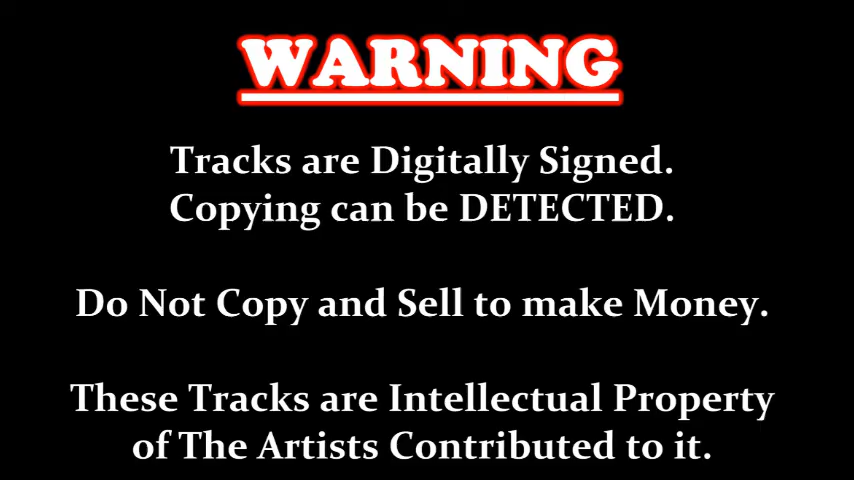 WARNING
Tracks are Digitally Signed.
Copying can be DETECTED.
Do Not Copy and Sell to make Money.
These Tracks are Intellectual Property
of The Artists Contributed to it.